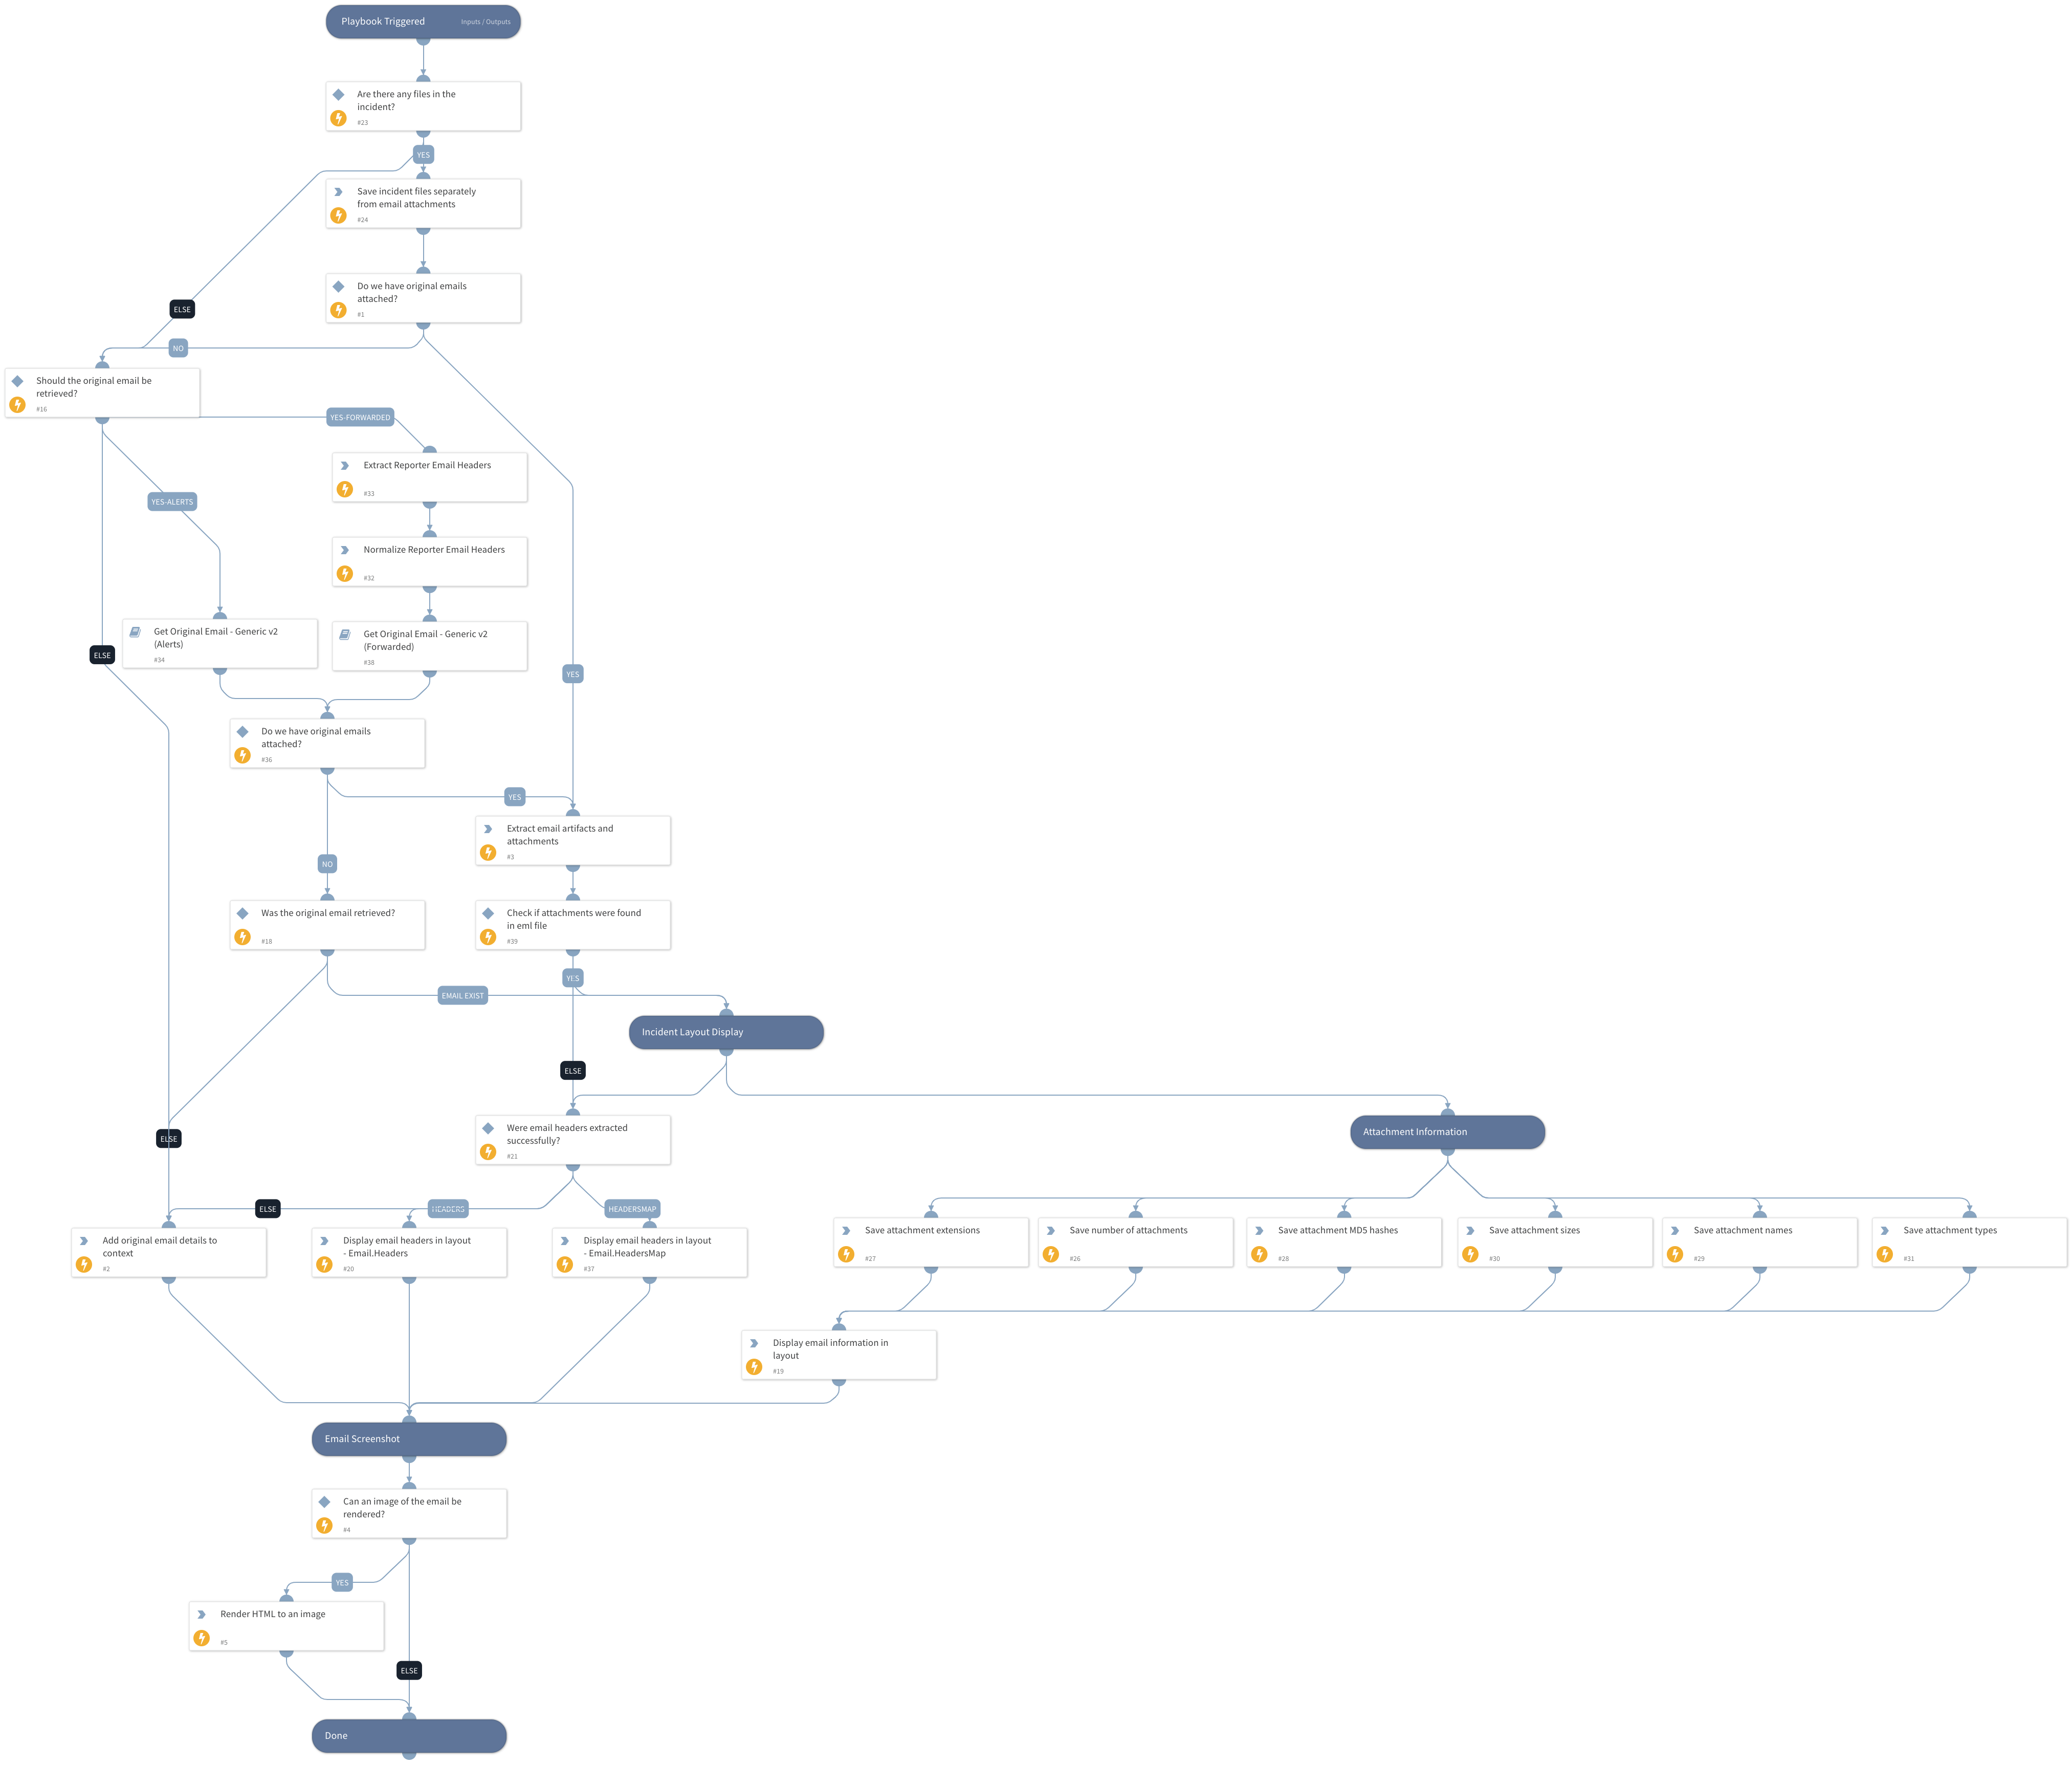 Playbook Triggered
Inputs / Outputs
Are there any files in the
incident?
#23
YES
Save incident files separately
from email attachments
#24
Do we have original emails
attached?
#1
ELSE
NO
Should the original email be
retrieved?
#16
YES-FORWARDED
Extract Reporter Email Headers
#33
YES-ALERTS
Normalize Reporter Email Headers
#32
Get Original Email - Generic v2
(Alerts)
#34
Get Original Email - Generic v2
(Forwarded)
#38
ELSE
YES
Do we have original emails
attached?
#36
YES
Extract email artifacts and
attachments
#3
NO
Was the original email retrieved?
#18
Check if attachments were found
in eml file
#39
YES
EMAIL EXIST
Incident Layout Display
ELSE
Were email headers extracted
successfully?
#21
Attachment Information
ELSE
ELSE
HEADERS
HEADERSMAP
Add original email details to
context
#2
Display email headers in layout
- Email.Headers
#20
Display email headers in layout
- Email.HedersMap
#37
Save attachment extensions
#27
Save number of attachments
#26
Save attachment MD5 hashes
#28
Save attachment sizes
#30
Save attachment names
#29
Save attachment types
#31
Display email information in
layout
#19
Email Screenshot
Can an image of the email be
rendered?
#4
YES
Render HTML to an image
#5
ELSE
Done